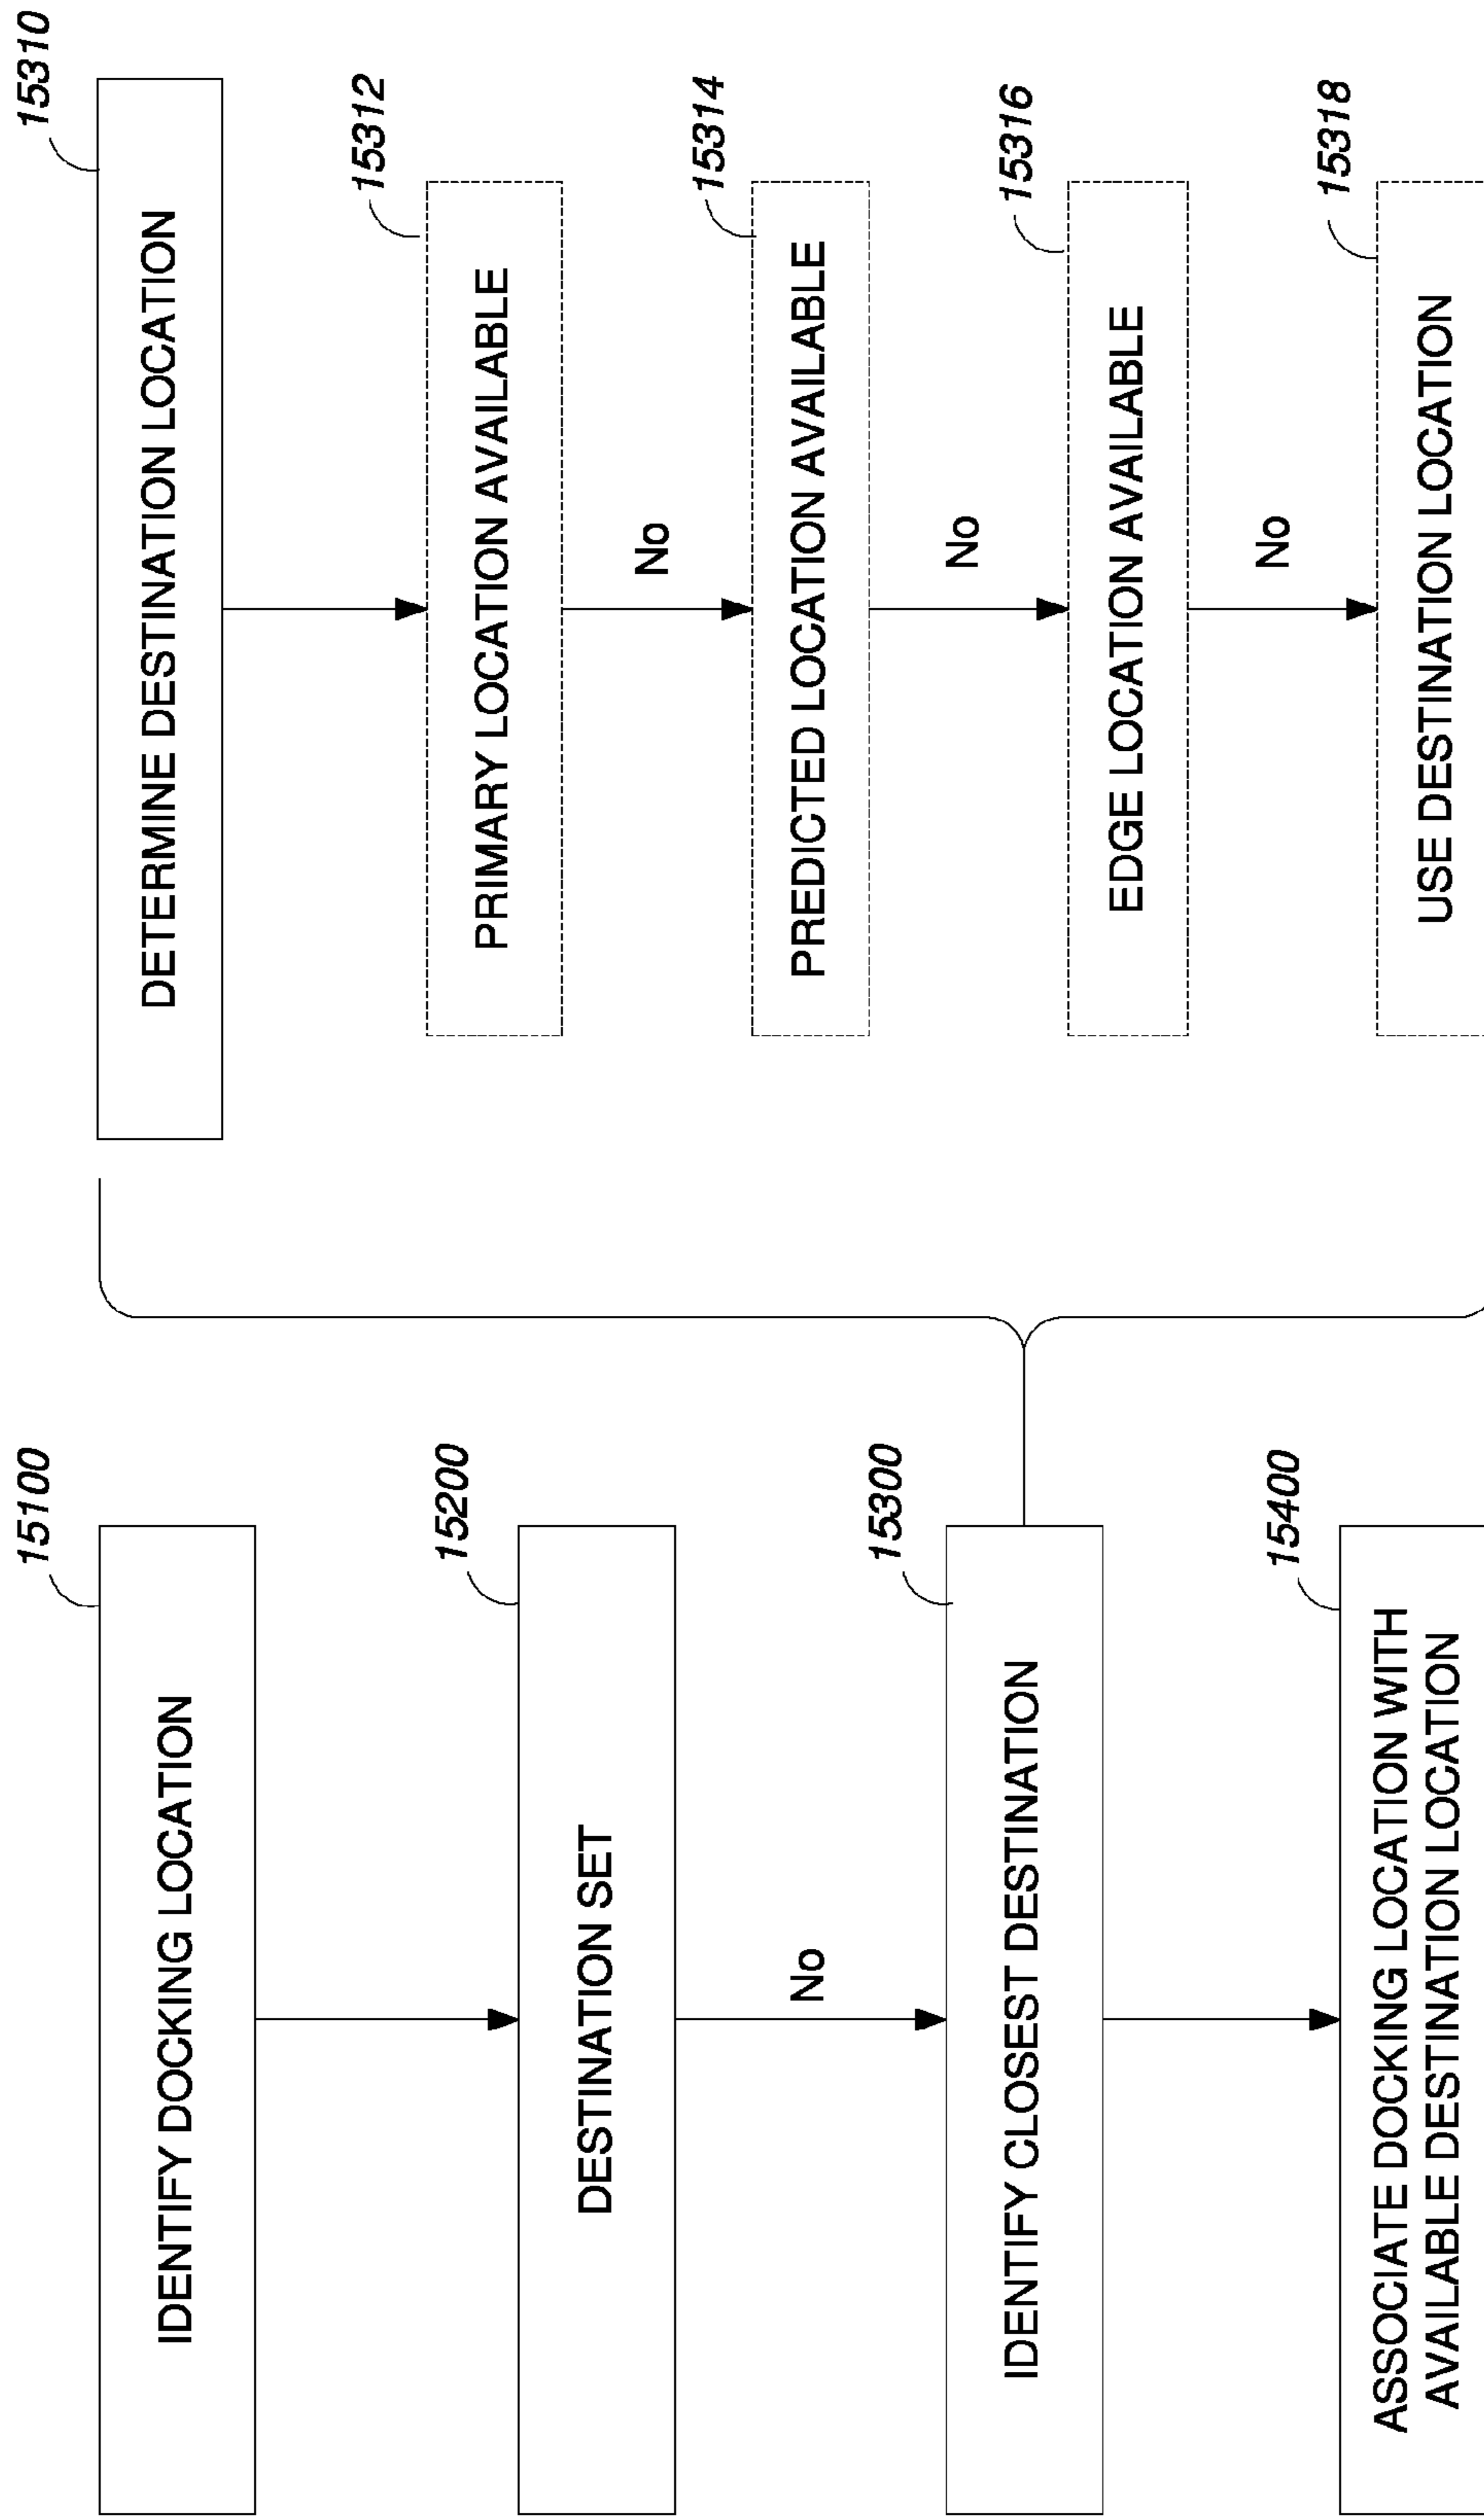 15100
IDENTIFY DOCKING LOCATION
15200
DESTINATION SET
No
15300
IDENTIFY CLOSEST DESTINATION
15400
ASSOCIATE DOCKING LOCATION WITH
AVAILABLE DESTINATION LOCATION
15310
DETERMINE DESTINATION LOCATION
15312
PRIMARY LOCATION AVAILABLE
No
15314
PREDICTED LOCATION AVAILABLE
No
15316
EDGE LOCATION AVAILABLE
No
15318
USE DESTINATION LOCATION